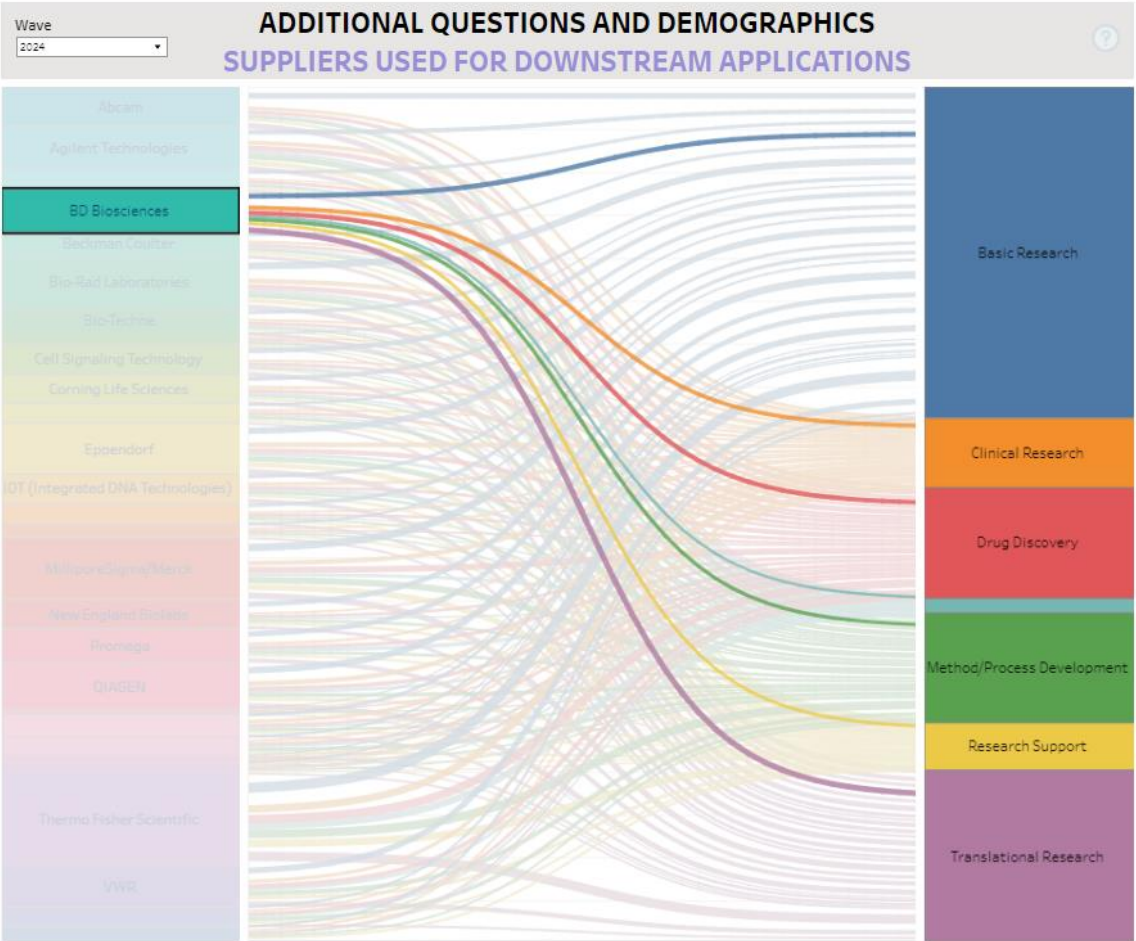 Wave
2024
ADDITIONAL QUESTIONS AND DEMOGRAPHICS
SUPPLIERS USED FOR DOWNSTREAM APPLICATIONS
?
Abcam
Agilent Technologies
BD Biosciences
Beckman Coulter
Bio-Rad Laboratories
Bio-Techne
Cell Signaling Technology
Corning Life Sciences
Eppendorf
IDT (Integrated DNA Technologies)
MilliporeSigma/Merck
New England Biolabs
Promega
QIAGEN
Thermo Fisher Scientific
VWR
Basic Research
Clinical Research
Drug Discovery
Method/Process Development
Research Support
Translational Research